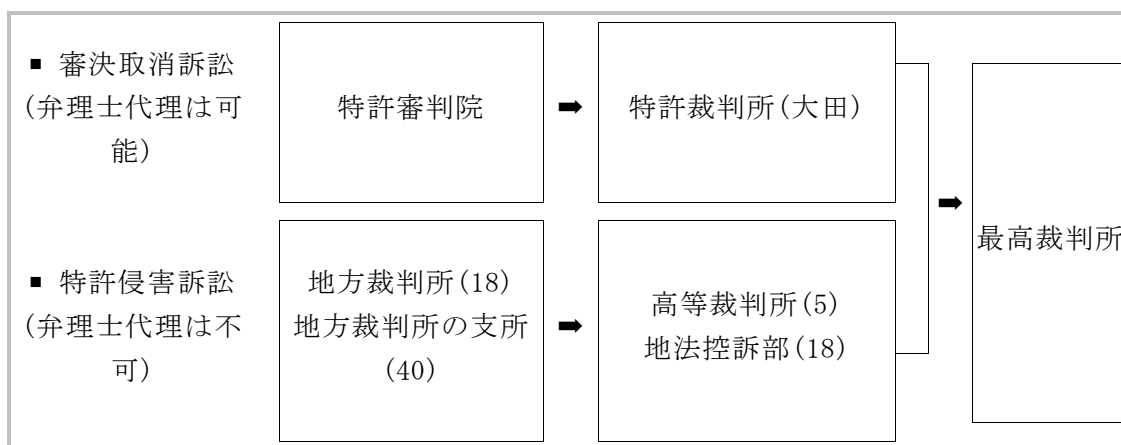 ■ 審決取消訴訟
(弁理士代理は可
能)
特許審判院
➡
特許裁判所(大田)
■ 特許侵害訴訟
(弁理士代理は不
可)
地方裁判所(18)
地方裁判所の支所
(40)
➡
高等裁判所(5)
地法控訴部(18)
➡
最高裁判所